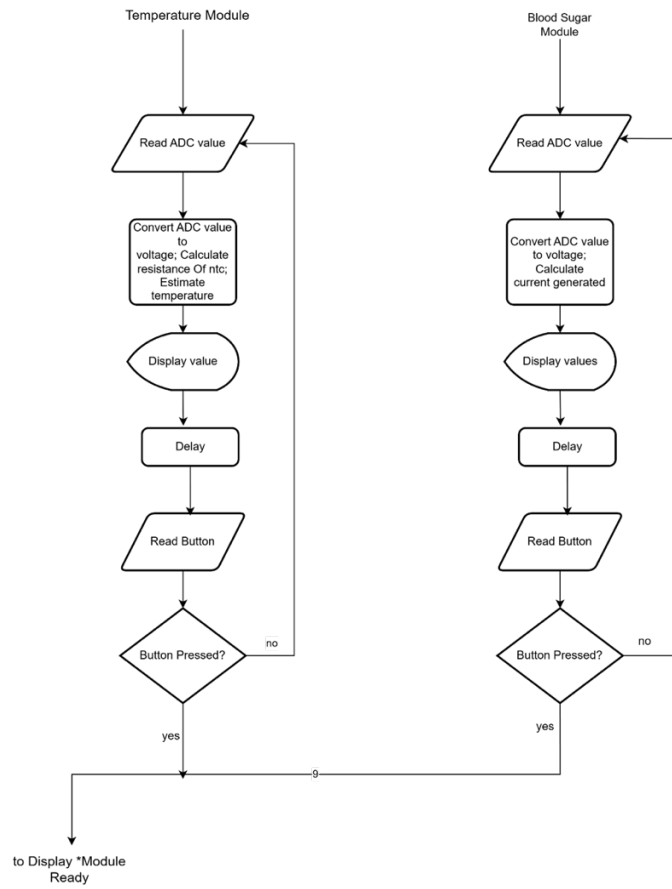 Temperature Module
Read ADC value
Convert ADC value
to
voltage; Calculate
resistance Of ntc;
Estimate
temperature
Display value
Delay
Read Button
Button Pressed?
no
yes
Blood Sugar
Module
Read ADC value
Convert ADC value
to voltage;
Calculate
current generated
Display values
Delay
Read Button
Button Pressed?
no
yes
9
to Display *Module
Ready